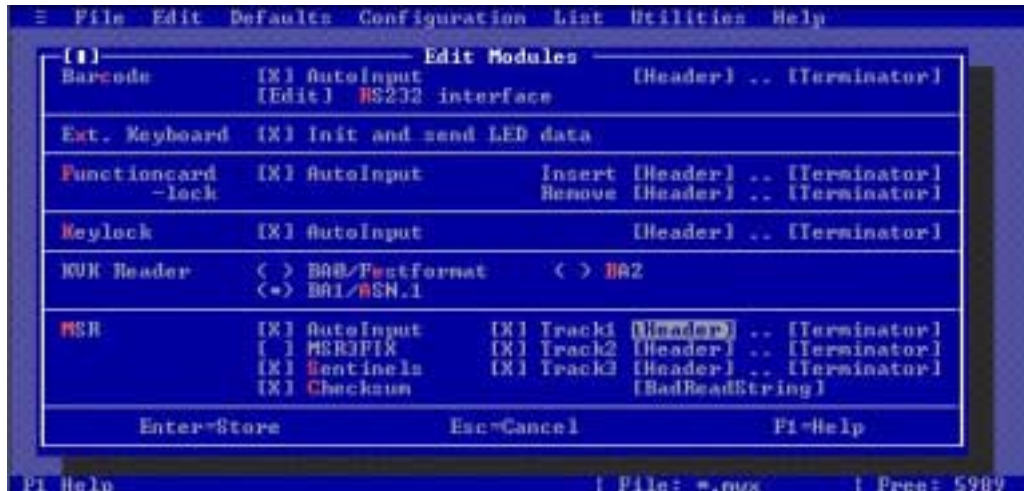 ≡ File Edit Defaults Configuration List Utilities Help
[▮] Edit Modules
Barcode [X] AutoInput [Header] .. [Terminator]
[Edit] RS232 interface
Ext. Keyboard [X] Init and send LED data
Functioncard [X] AutoInput Insert [Header] .. [Terminator]
-lock Remove [Header] .. [Terminator]
Keylock [X] AutoInput [Header] .. [Terminator]
KVK Reader ( ) BA0/Festformat ( ) BA2
(•) BA1/ASN.1
MSR [X] AutoInput [X] Track1 [Header] .. [Terminator]
[ ] MSR3FIX [X] Track2 [Header] .. [Terminator]
[X] Sentinels [X] Track3 [Header] .. [Terminator]
[X] Checksum [BadReadString]
Enter=Store Esc=Cancel F1=Help
F1 Help | File: *.mwx | Free: 5989